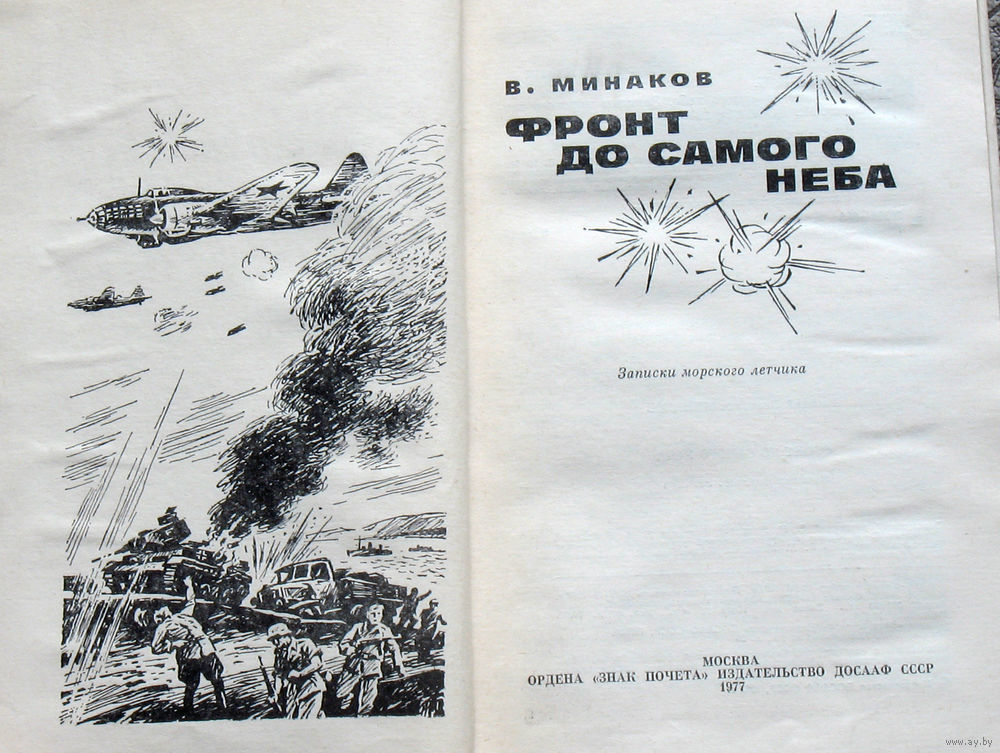 В. МИНАКОВ
ФРОНТ
ДО САМОГО
НЕБА
Записки морского летчика
МОСКВА
ОРДЕНА «ЗНАК ПОЧЕТА» ИЗДАТЕЛЬСТВО ДОСААФ СССР
1977
www.ay.by